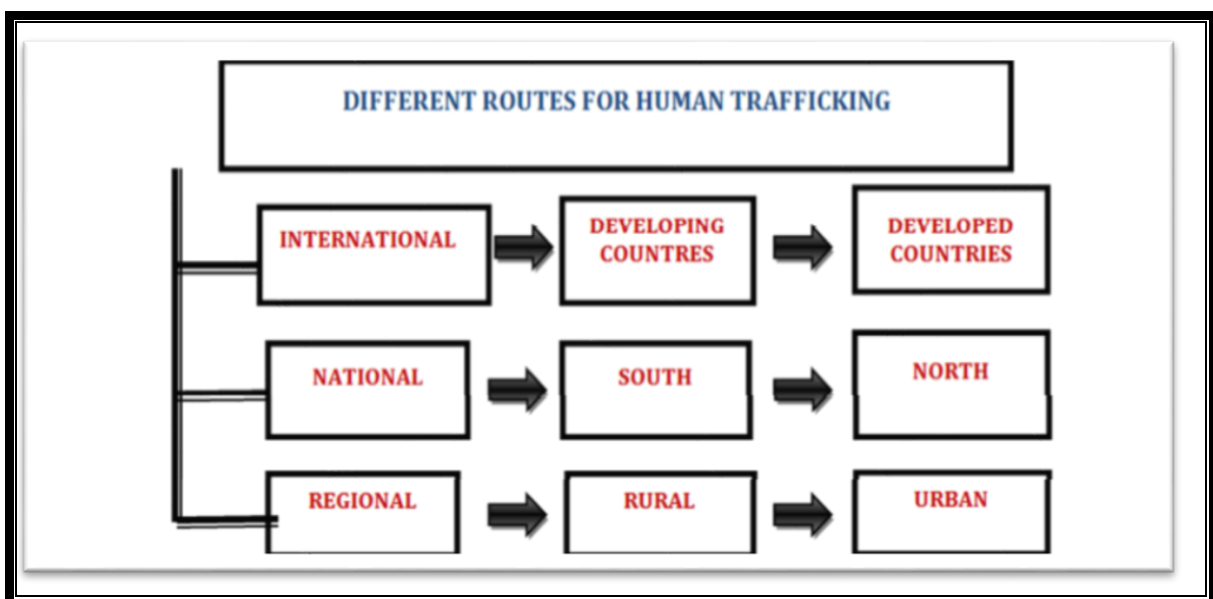 DIFFERENT ROUTES FOR HUMAN TRAFFICKING
INTERNATIONAL
DEVELOPING
COUNTRES
DEVELOPED
COUNTRIES
NATIONAL
SOUTH
NORTH
REGIONAL
RURAL
URBAN